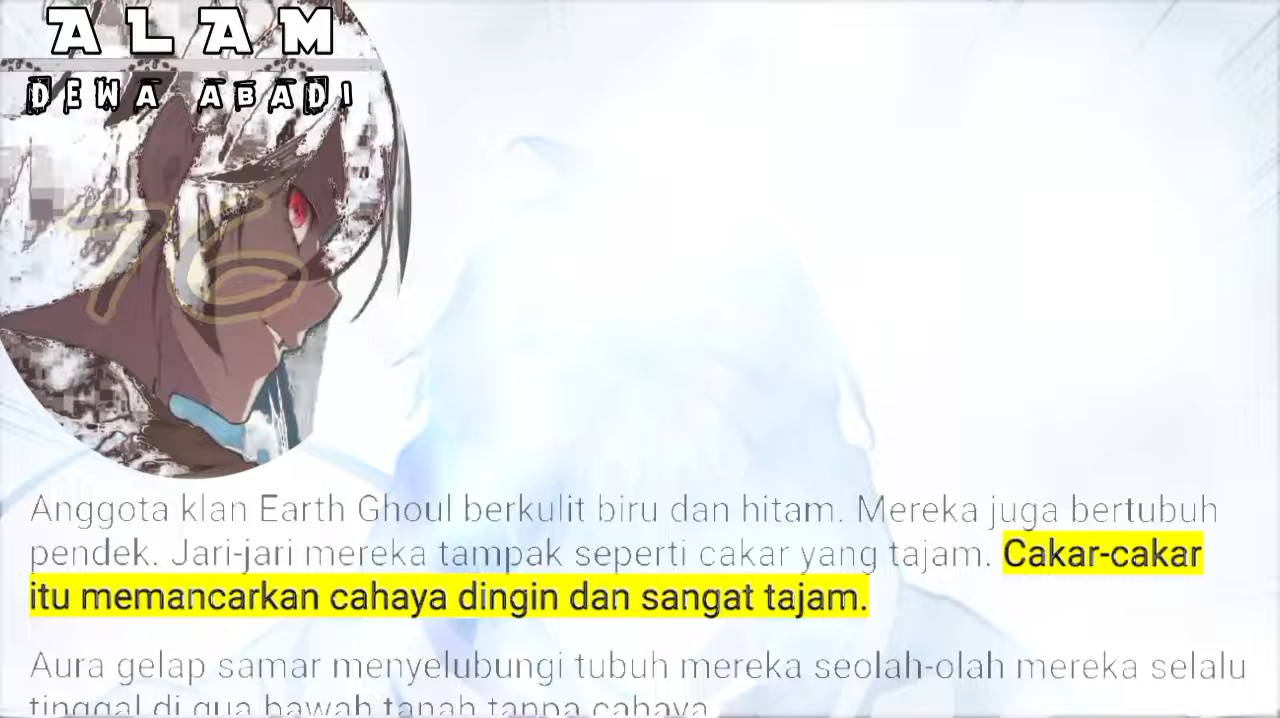 ALAM
DEWA ABADI
76
Anggota klan Earth Ghoul berkulit biru dan hitam. Mereka juga bertubuh
pendek. Jari-jari mereka tampak seperti cakar yang tajam. Cakar-cakar
itu memancarkan cahaya dingin dan sangat tajam.
Aura gelap samar menyelubungi tubuh mereka seolah-olah mereka selalu
tinggal di gua bawah tanah tanpa cahaya.